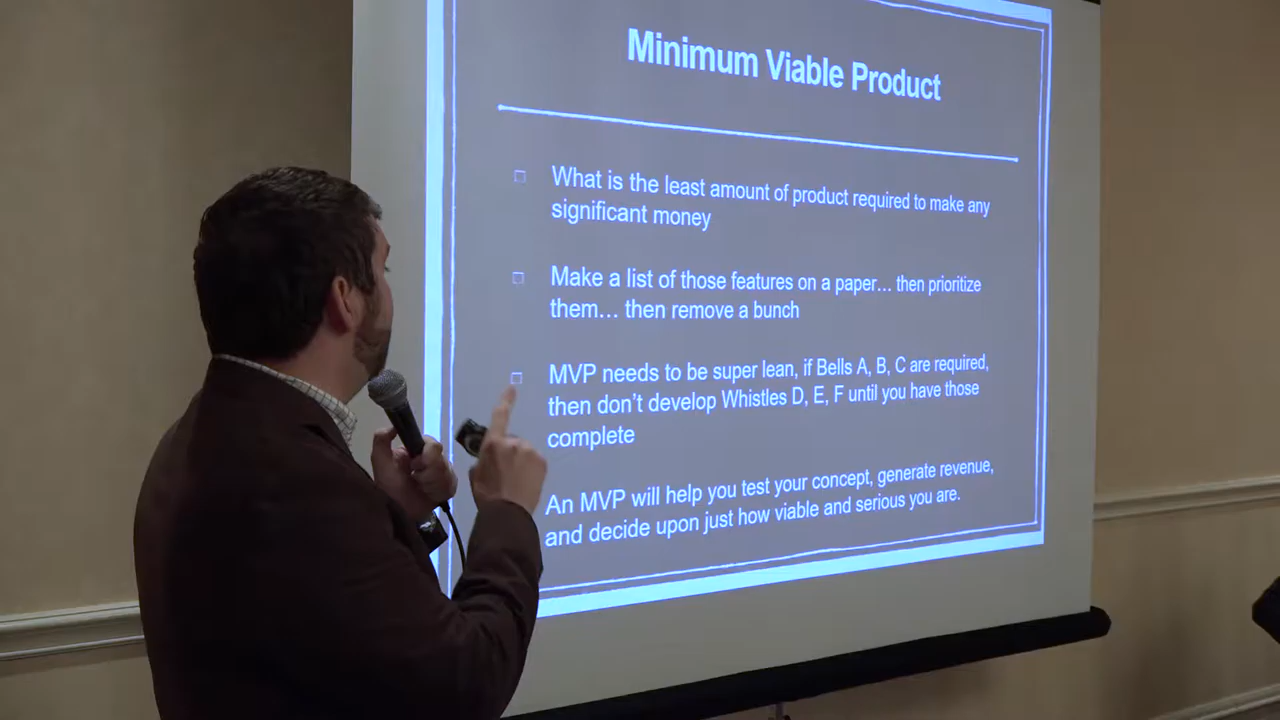 Minimum Viable Product
What is the least amount of product required to make any
significant money
Make a list of those features on a paper... then prioritize
them... then remove a bunch
MVP needs to be super lean, if Bells A, B, C are required,
then don't develop Whistles D, E, F until you have those
complete
An MVP will help you test your concept, generate revenue,
and decide upon just how viable and serious you are.